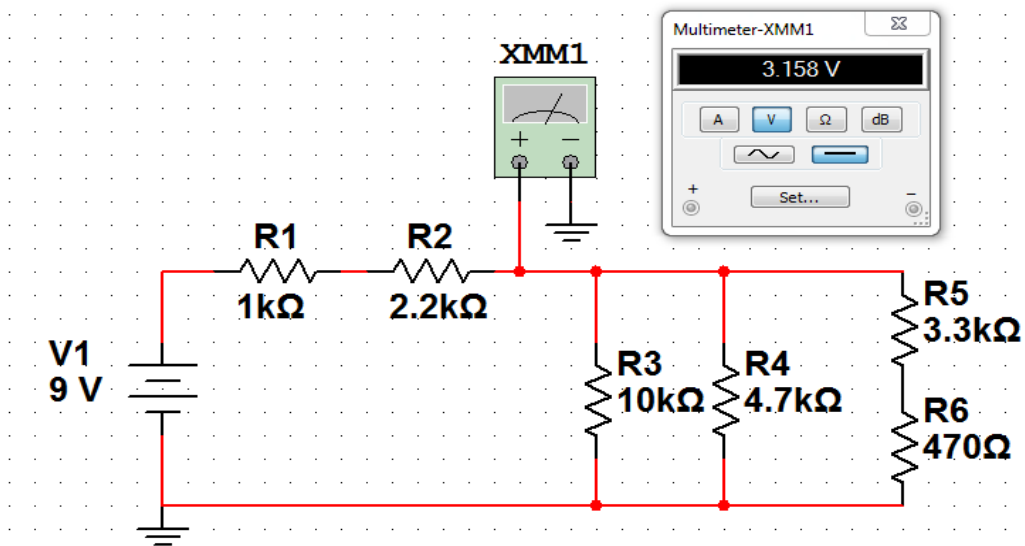 Multimeter-XMM1
3.158 V
A V Ω dB
+ Set... -
XMM1
+ -
R1
1kΩ
R2
2.2kΩ
V1
9 V
R3
10kΩ
R4
4.7kΩ
R5
3.3kΩ
R6
470Ω